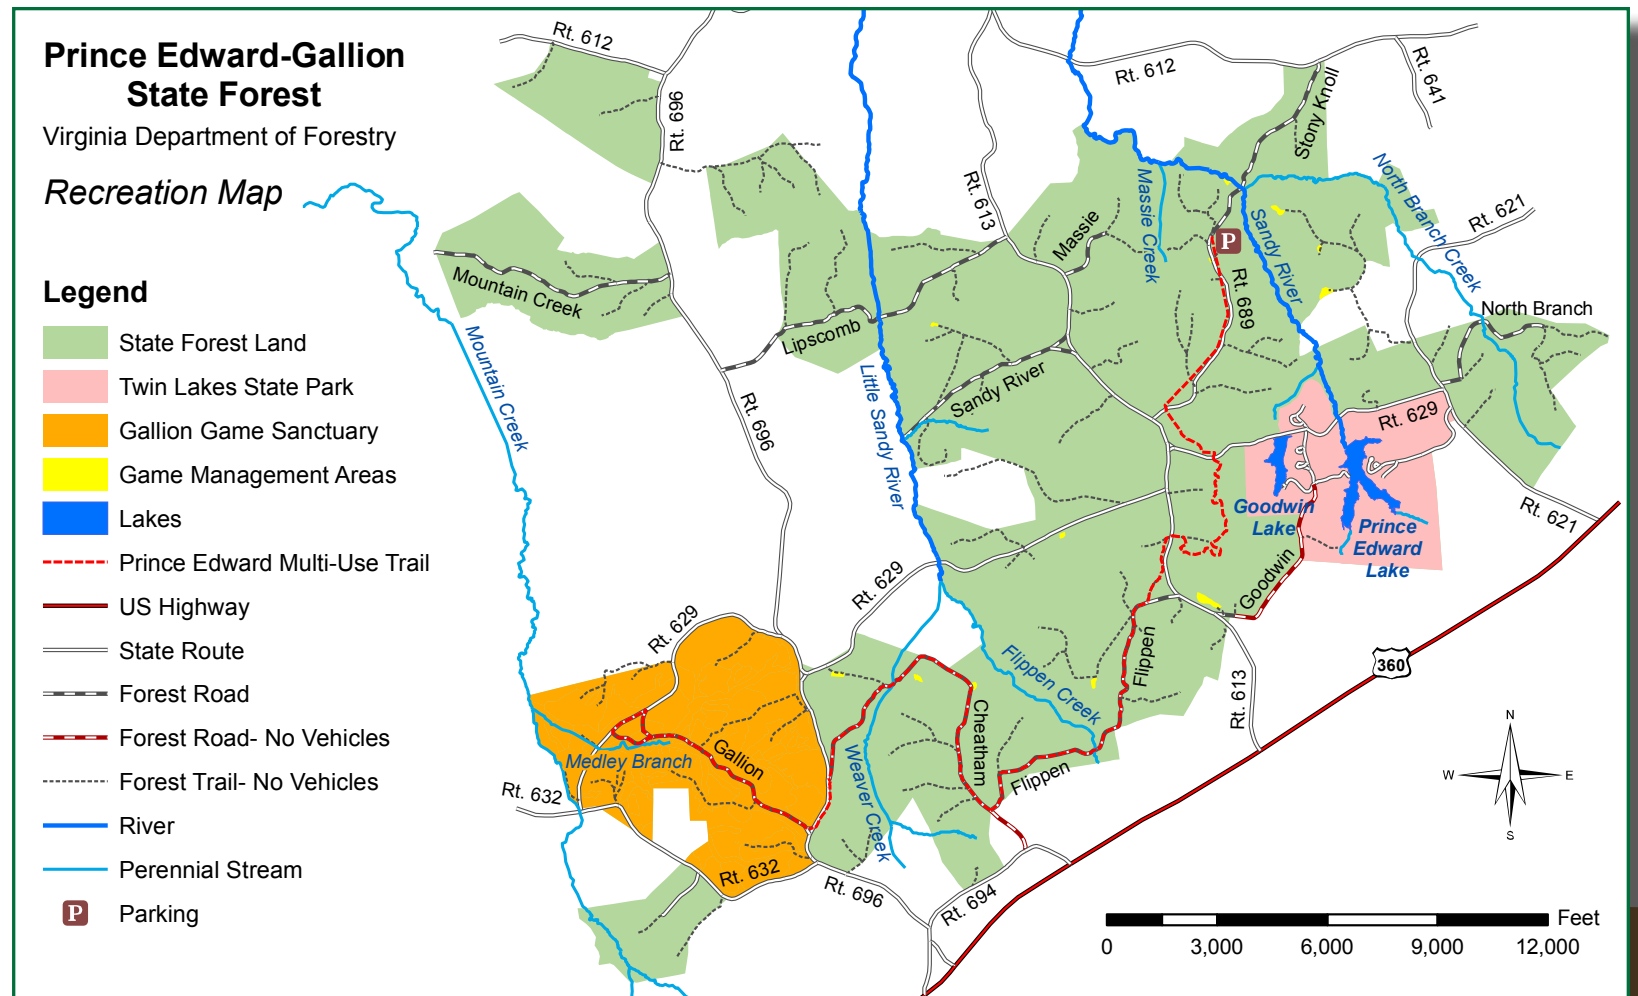 Prince Edward-Gallion
State Forest
Virginia Department of Forestry
Recreation Map
Legend
State Forest Land
Twin Lakes State Park
Gallion Game Sanctuary
Game Management Areas
Lakes
Prince Edward Multi-Use Trail
US Highway
State Route
Forest Road
Forest Road- No Vehicles
Forest Trail- No Vehicles
River
Perennial Stream
P
Parking
Rt. 612
Rt. 696
Rt. 612
Rt. 641
Stony Knoll
Rt. 613
Massie
Massie Creek
North Branch Creek
Rt. 621
P
Sandy River
Rt. 689
Mountain Creek
Mountain Creek
Lipscomb
North Branch
Little Sandy River
Sandy River
Rt. 696
Rt. 629
Goodwin
Lake
Prince
Edward
Lake
Rt. 621
Rt. 629
Goodwin
Rt. 629
Flippen
Flippen Creek
360
Rt. 613
Cheatham
Gallion
Medley Branch
Weaver Creek
Flippen
Rt. 632
Rt. 632
Rt. 696
Rt. 694
N
W
E
S
Feet
0
3,000
6,000
9,000
12,000